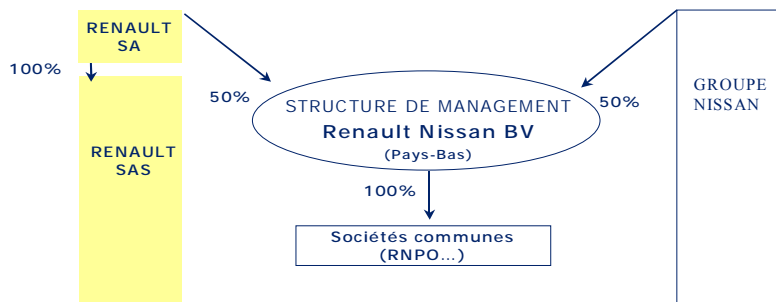 RENAULT
SA
100%
50%
STRUCTURE DE MANAGEMENT
Renault Nissan BV
(Pays-Bas)
50%
GROUPE
NISSAN
RENAULT
SAS
100%
Sociétés communes
(RNPO...)